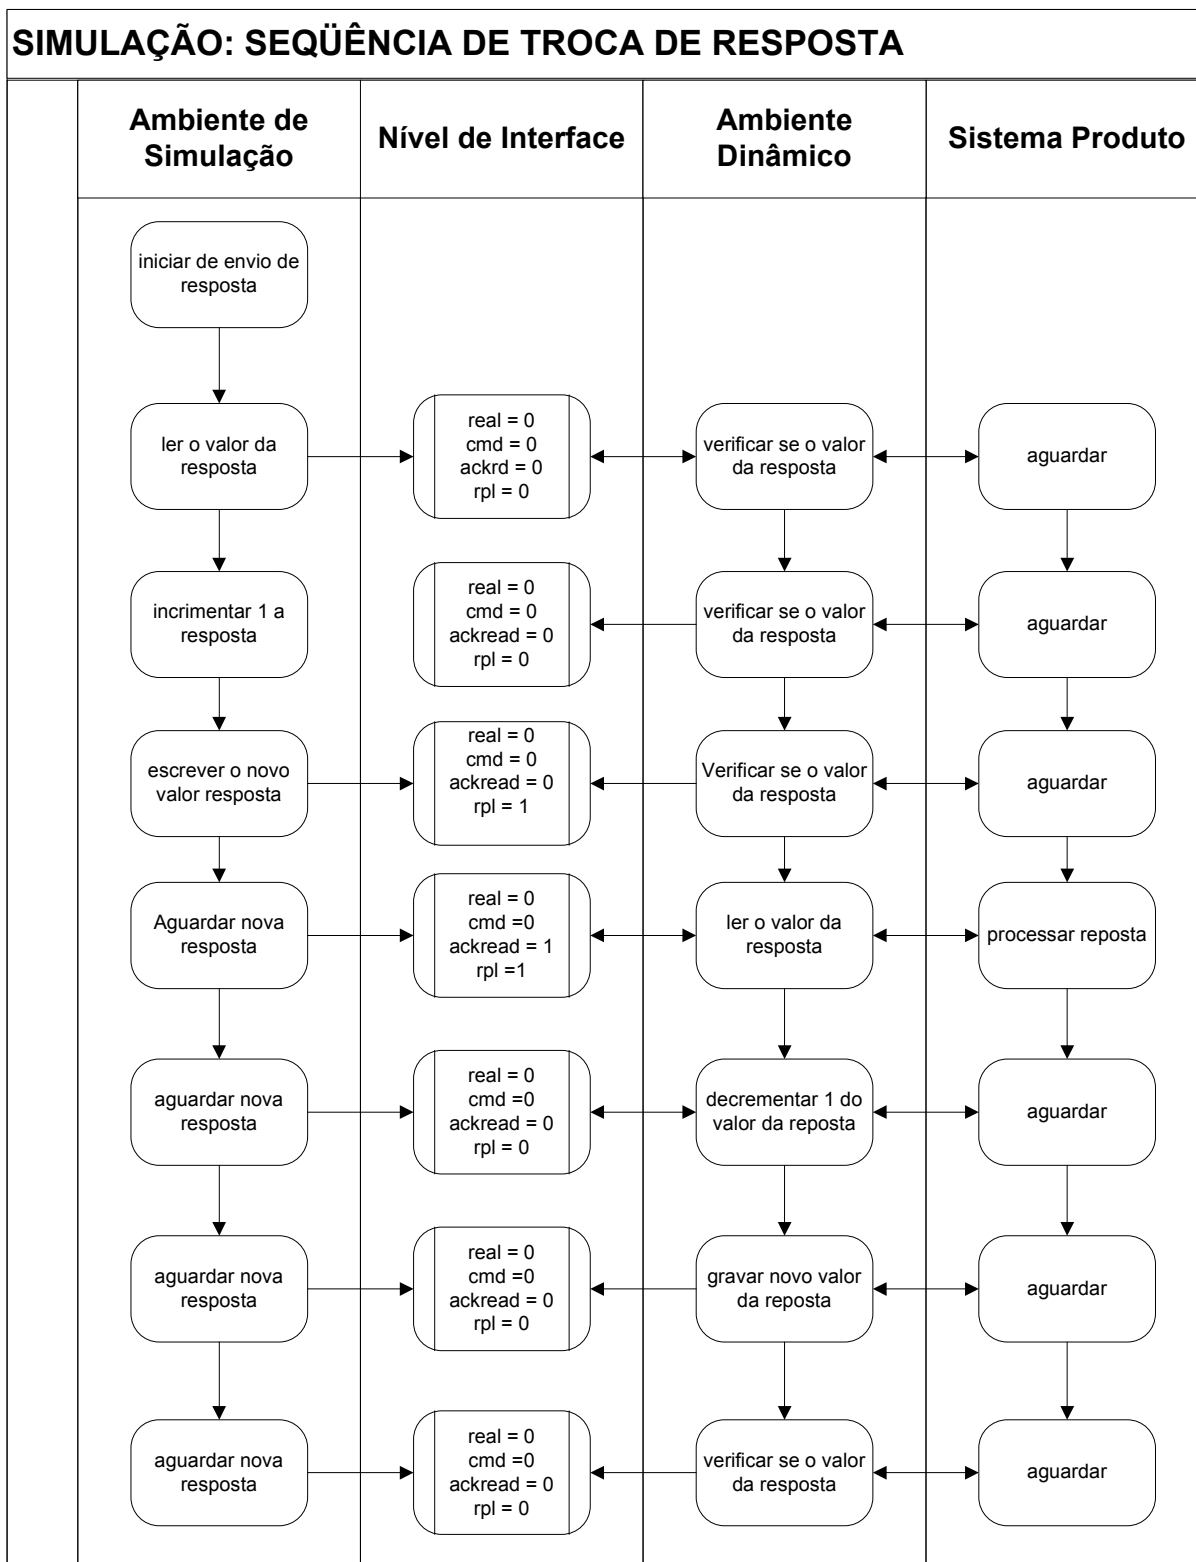 SIMULAÇÃO: SEQÜÊNCIA DE TROCA DE RESPOSTA
Ambiente de
Simulação
Nível de Interface
Ambiente
Dinâmico
Sistema Produto
iniciar de envio de
resposta
ler o valor da
resposta
real = 0
cmd = 0
ackrd = 0
rpl = 0
verificar se o valor
da resposta
aguardar
incrimentar 1 a
resposta
real = 0
cmd = 0
ackread = 0
rpl = 0
verificar se o valor
da resposta
aguardar
escrever o novo
valor resposta
real = 0
cmd = 0
ackread = 0
rpl = 1
Verificar se o valor
da resposta
aguardar
Aguardar nova
resposta
real = 0
cmd =0
ackread = 1
rpl =1
ler o valor da
resposta
processar reposta
aguardar nova
resposta
real = 0
cmd =0
ackread = 0
rpl = 0
decrementar 1 do
valor da reposta
aguardar
aguardar nova
resposta
real = 0
cmd =0
ackread = 0
rpl = 0
gravar novo valor
da reposta
aguardar
aguardar nova
resposta
real = 0
cmd =0
ackread = 0
rpl = 0
verificar se o valor
da resposta
aguardar